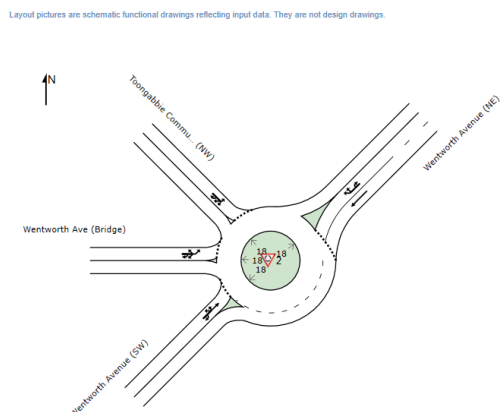 Layout pictures are schematic functional drawings reflecting input data. They are not design drawings.
N
Toongabbie Commu... (NW)
Wentworth Avenue (NE)
Wentworth Ave (Bridge)
18
18
18
2
18
Wentworth Avenue (SW)